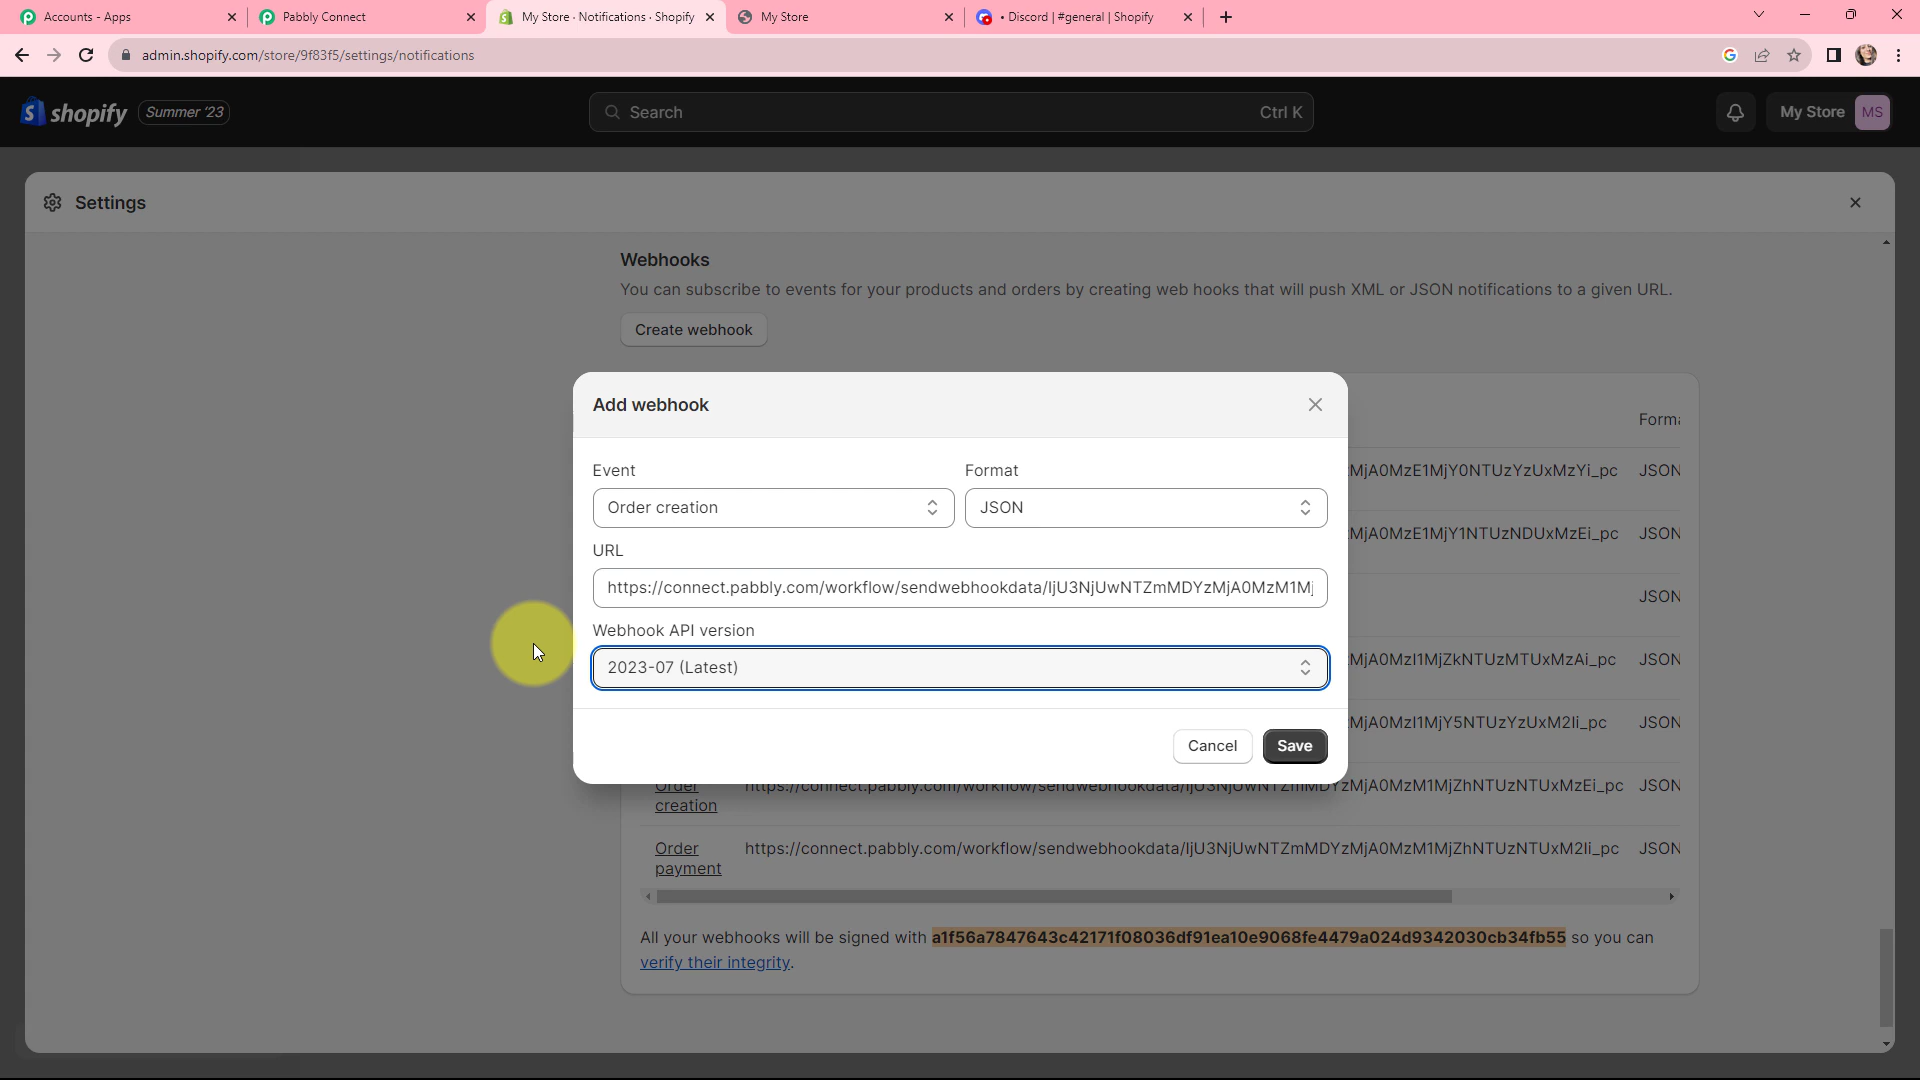 Accounts - Apps
Pabbly Connect
My Store · Notifications · Shopify
My Store
• Discord | #general | Shopify
admin.shopify.com/store/9f83f5/settings/notifications
shopify
Summer '23
Search
Ctrl K
My Store
MS
Settings
Webhooks
You can subscribe to events for your products and orders by creating web hooks that will push XML or JSON notifications to a given URL.
Create webhook
Add webhook
Event
Format
Order creation
JSON
URL
https://connect.pabbly.com/workflow/sendwebhookdata/IjU3NjUwNTZmMDYzMjA0MzM1Mj
Webhook API version
2023-07 (Latest)
Cancel
Save
MjA0MzE1MjY0NTUzYzUxMzYi_pc JSON
MjA0MzE1MjY1NTUzNDUxMzEi_pc JSON
JSON
MjA0MzI1MjZkNTUzMTUxMzAi_pc JSON
MjA0MzI1MjY5NTUzYzUxM2Ii_pc JSON
Order
creation
https://connect.pabbly.com/workflow/sendwebhookdata/IjU3NjUwNTZmMDYzMjA0MzM1MjZhNTUzNTUxMzEi_pc JSON
Order
payment
https://connect.pabbly.com/workflow/sendwebhookdata/IjU3NjUwNTZmMDYzMjA0MzM1MjZhNTUzNTUxM2Ii_pc JSON
All your webhooks will be signed with a1f56a7847643c42171f08036df91ea10e9068fe4479a024d9342030cb34fb55 so you can
verify their integrity.